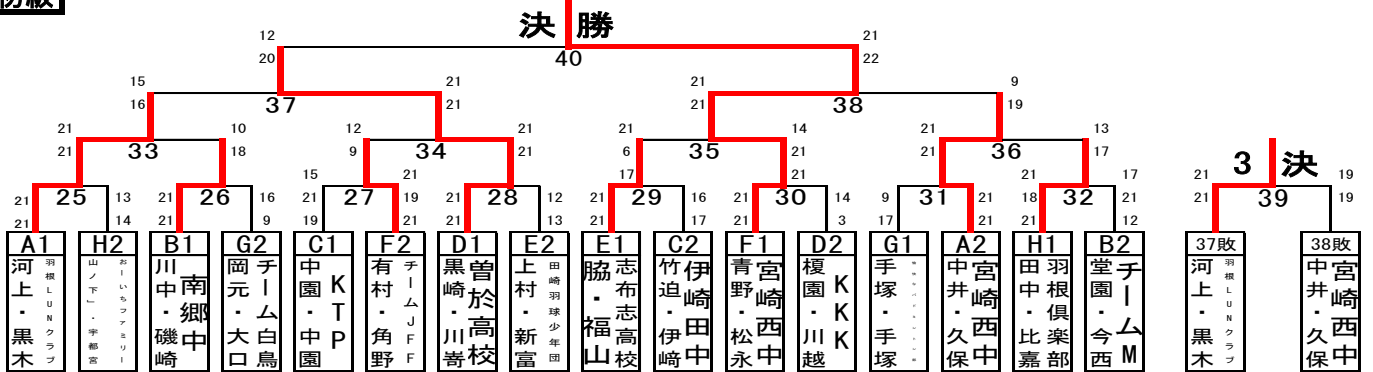 決 勝
12 21
20 40 22
15 21 21 9
16 37 21 21 38 19
21 10 12 21 21 14 21 13
21 33 18 9 34 21 6 35 21 21 36 17
17 21
3 決
21 25 13 21 26 16 15 27 21 21 28 12 21 29 16 21 30 14 9 31 21 21 32 17
21 14 21 9 21 19 21 13 21 17 21 3 17 21 18 21
19 21 21 12
21 39 19
21 19
A1 H2 B1 G2 C1 F2 D1 E2 E1 C2 F1 D2 G1 A2 H1 B2 37敗 38敗
河上・黒木 羽根LUNクラブ
山ノ下・宇都宮 おーいちファミリー
川中・磯崎 南郷中
岡元・大口 チーム白鳥
中園・中園 KTP
有村・角野 チームJFF
黒崎・川嵜 曽於高校
上村・新富 田崎羽球少年団
脇・福山 志布志高校
竹迫・伊﨑 伊崎田中
青野・松永 宮崎西中
榎園・川越 KKK
手塚・手塚
中井・久保 宮崎西中
田中・比嘉 羽根倶楽部
堂園・今西 チームM
河上・黒木 羽根LUNクラブ
中井・久保 宮崎西中